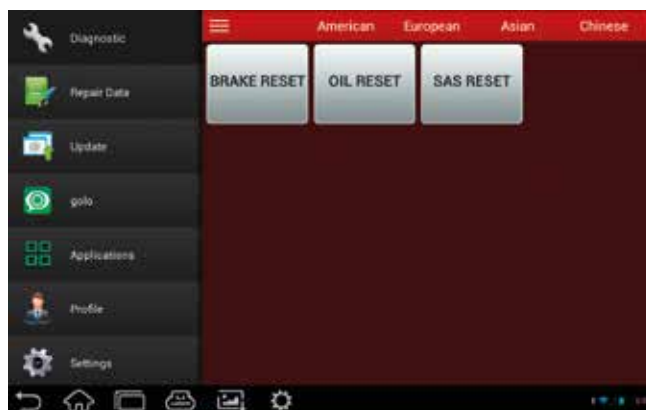 Diagnostic
Repair Data
Update
golo
Applications
Profile
Settings
American European Asian Chinese
BRAKE RESET OIL RESET SAS RESET